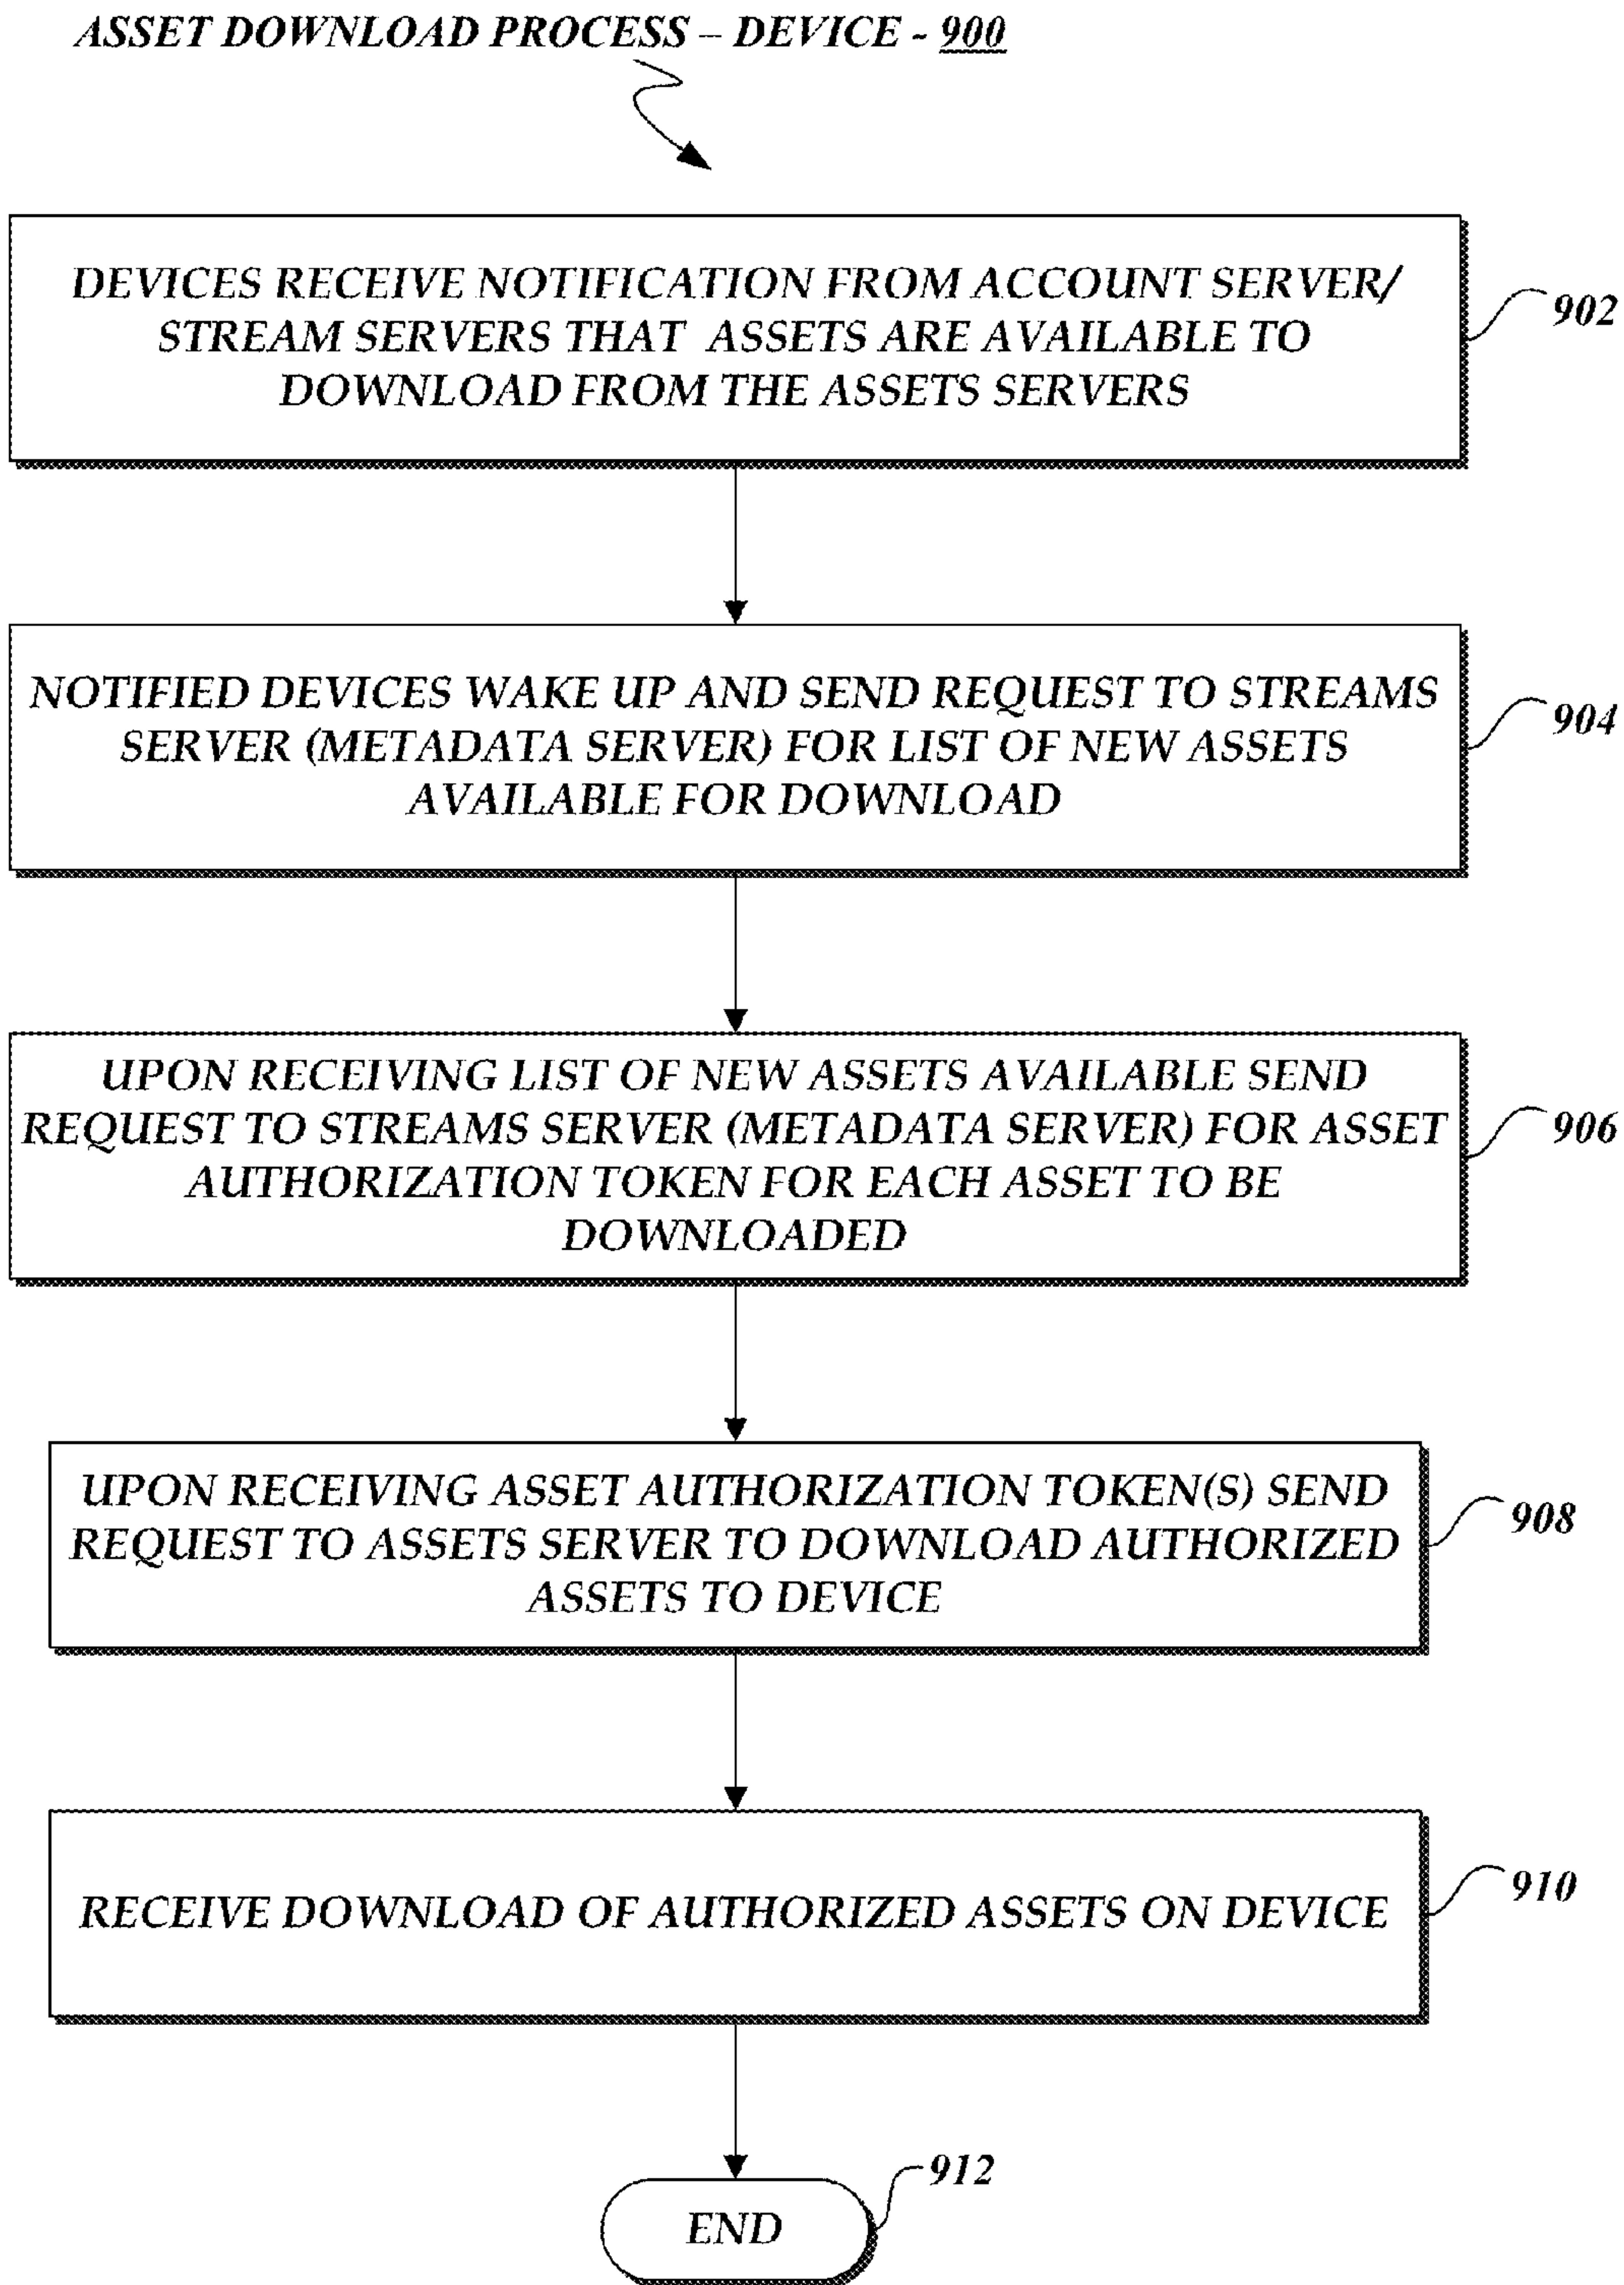 ASSET DOWNLOAD PROCESS – DEVICE - 900
DEVICES RECEIVE NOTIFICATION FROM ACCOUNT SERVER/
STREAM SERVERS THAT ASSETS ARE AVAILABLE TO
DOWNLOAD FROM THE ASSETS SERVERS
902
NOTIFIED DEVICES WAKE UP AND SEND REQUEST TO STREAMS
SERVER (METADATA SERVER) FOR LIST OF NEW ASSETS
AVAILABLE FOR DOWNLOAD
904
UPON RECEIVING LIST OF NEW ASSETS AVAILABLE SEND
REQUEST TO STREAMS SERVER (METADATA SERVER) FOR ASSET
AUTHORIZATION TOKEN FOR EACH ASSET TO BE
DOWNLOADED
906
UPON RECEIVING ASSET AUTHORIZATION TOKEN(S) SEND
REQUEST TO ASSETS SERVER TO DOWNLOAD AUTHORIZED
ASSETS TO DEVICE
908
RECEIVE DOWNLOAD OF AUTHORIZED ASSETS ON DEVICE
910
END
912